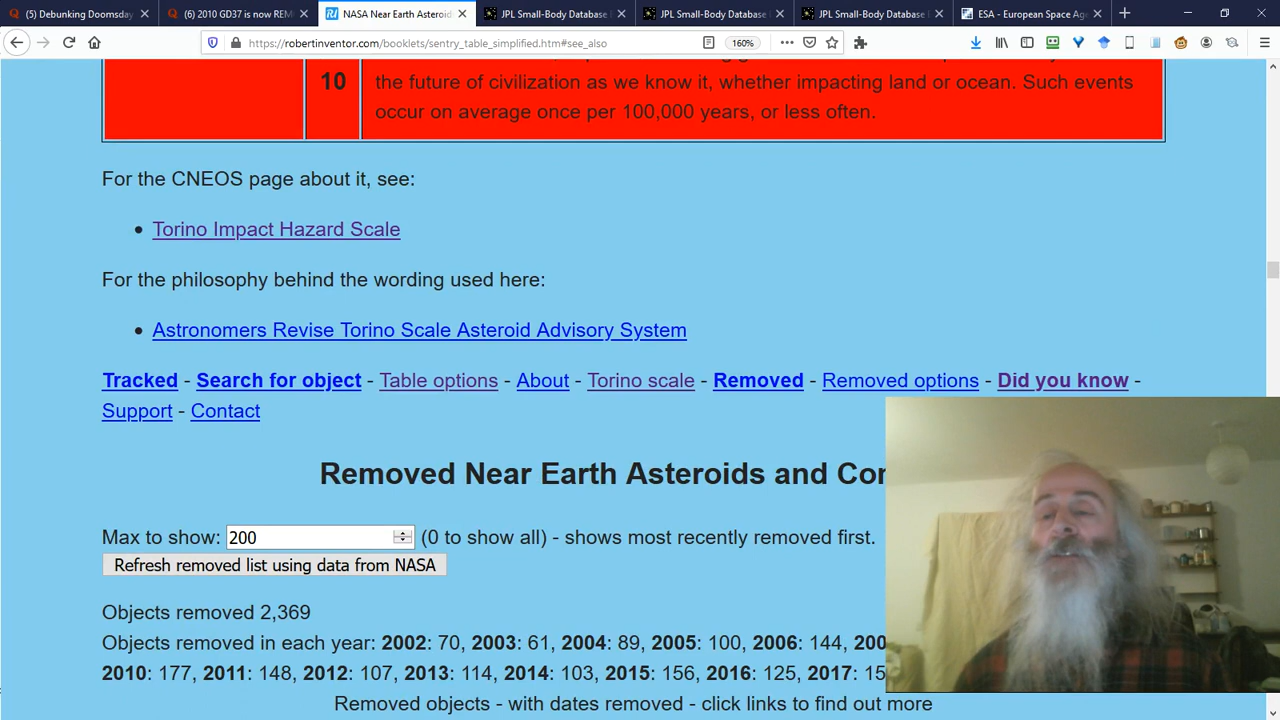 (5) Debunking Doomsday
(6) 2010 GD37 is now REM
NASA Near Earth Asteroid
JPL Small-Body Database
JPL Small-Body Database
JPL Small-Body Database
ESA - European Space Age
https://robertinventor.com/booklets/sentry_table_simplified.htm#see_also
160%
10
the future of civilization as we know it, whether impacting land or ocean. Such events
occur on average once per 100,000 years, or less often.
For the CNEOS page about it, see:
• Torino Impact Hazard Scale
For the philosophy behind the wording used here:
• Astronomers Revise Torino Scale Asteroid Advisory System
Tracked - Search for object - Table options - About - Torino scale - Removed - Removed options - Did you know -
Support - Contact
Removed Near Earth Asteroids and Co
Max to show: 200 (0 to show all) - shows most recently removed first.
Refresh removed list using data from NASA
Objects removed 2,369
Objects removed in each year: 2002: 70, 2003: 61, 2004: 89, 2005: 100, 2006: 144, 200
2010: 177, 2011: 148, 2012: 107, 2013: 114, 2014: 103, 2015: 156, 2016: 125, 2017: 15
Removed objects - with dates removed - click links to find out more